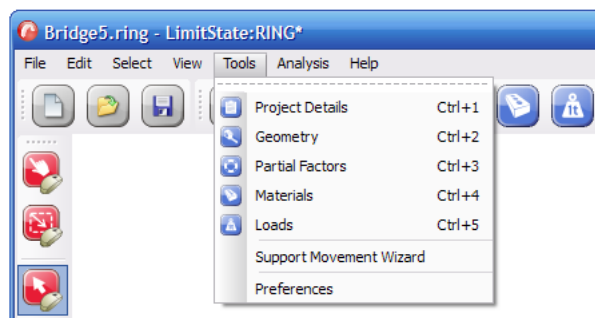 Bridge5.ring - LimitState:RING*
File Edit Select View Tools Analysis Help
Project Details Ctrl+1
Geometry Ctrl+2
Partial Factors Ctrl+3
Materials Ctrl+4
Loads Ctrl+5
Support Movement Wizard
Preferences
1t